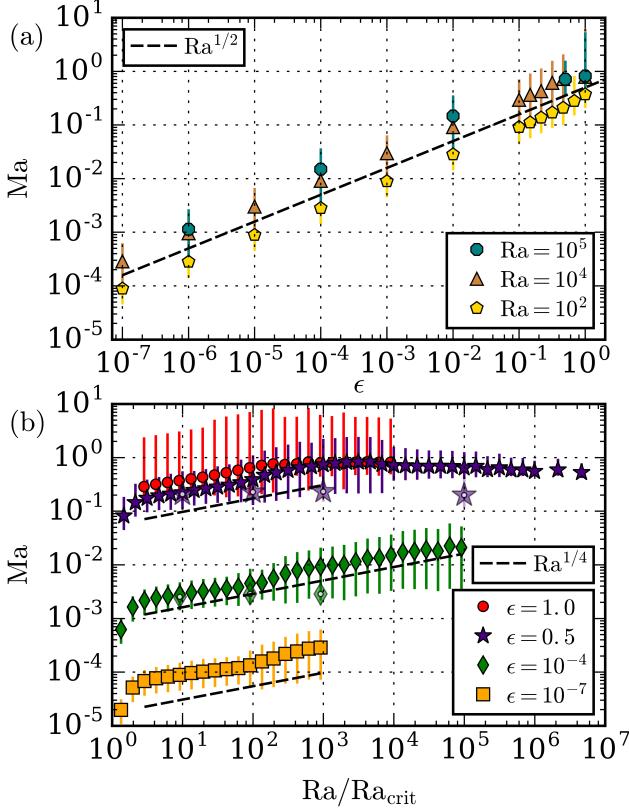 (a)
Ra^{1/2}
Ma
10^1
10^0
10^{-1}
10^{-2}
10^{-3}
10^{-4}
10^{-5}
Ra = 10^5
Ra = 10^4
Ra = 10^2
10^{-7} 10^{-6} 10^{-5} 10^{-4} 10^{-3} 10^{-2} 10^{-1} 10^0
ϵ
(b)
Ma
10^1
10^0
10^{-1}
10^{-2}
10^{-3}
10^{-4}
10^{-5}
Ra^{1/4}
ϵ = 1.0
ϵ = 0.5
ϵ = 10^{-4}
ϵ = 10^{-7}
10^0 10^1 10^2 10^3 10^4 10^5 10^6 10^7
Ra/Ra_{crit}